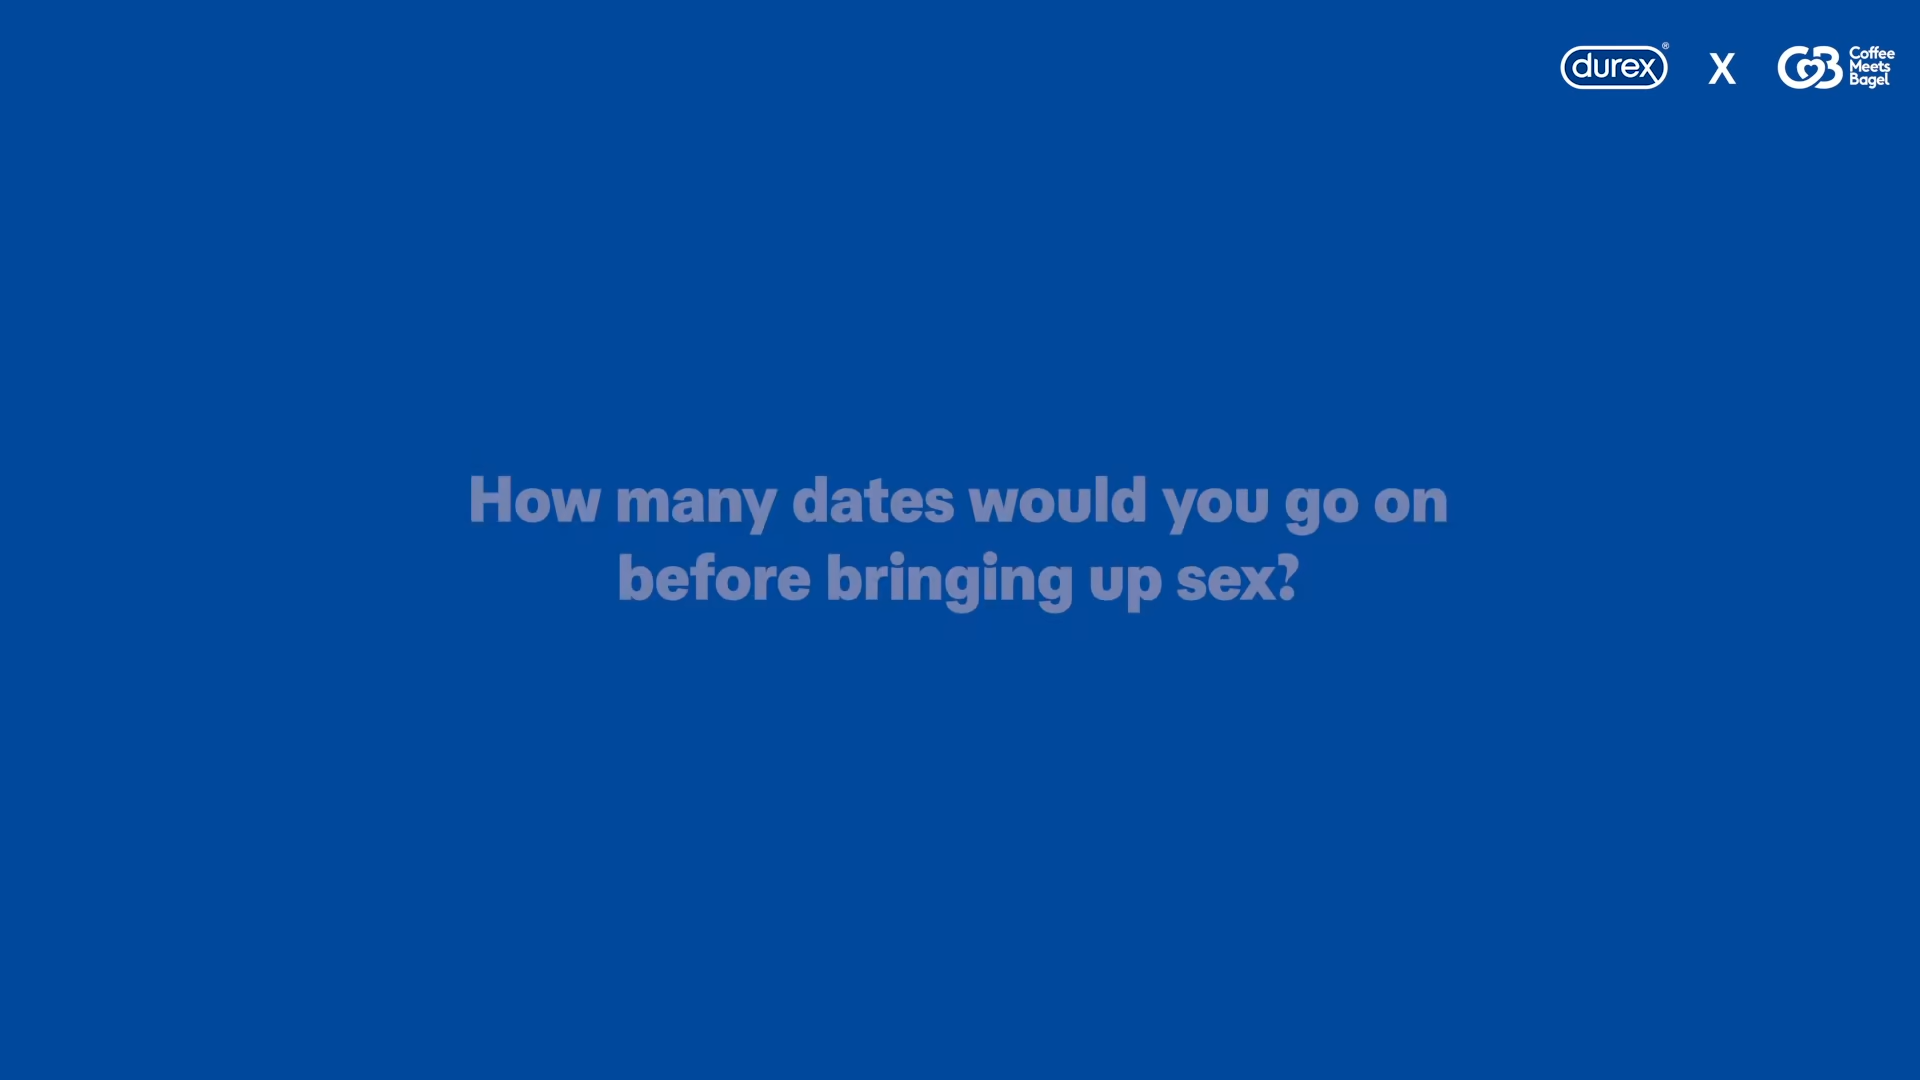 durex® X Coffee
Meets
Bagel
How many dates would you go on
before bringing up sex?